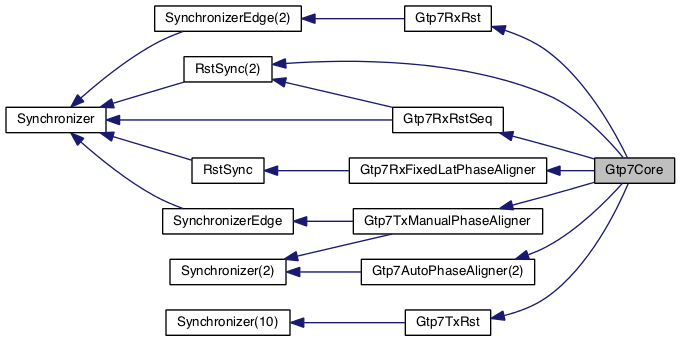 SynchronizerEdge(2)
Gtp7RxRst
RstSync(2)
Synchronizer
Gtp7RxRstSeq
RstSync
Gtp7RxFixedLatPhaseAligner
Gtp7Core
SynchronizerEdge
Gtp7TxManualPhaseAligner
Synchronizer(2)
Gtp7AutoPhaseAligner(2)
Synchronizer(10)
Gtp7TxRst